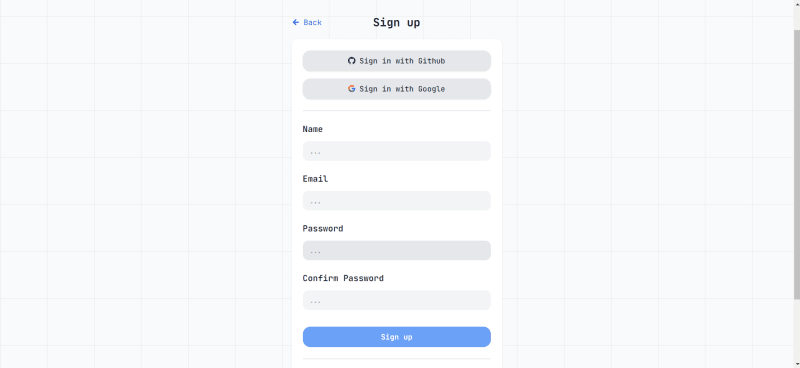 Back
Sign up
Sign in with Github
Sign in with Google
Name
...
Email
...
Password
...
Confirm Password
...
Sign up